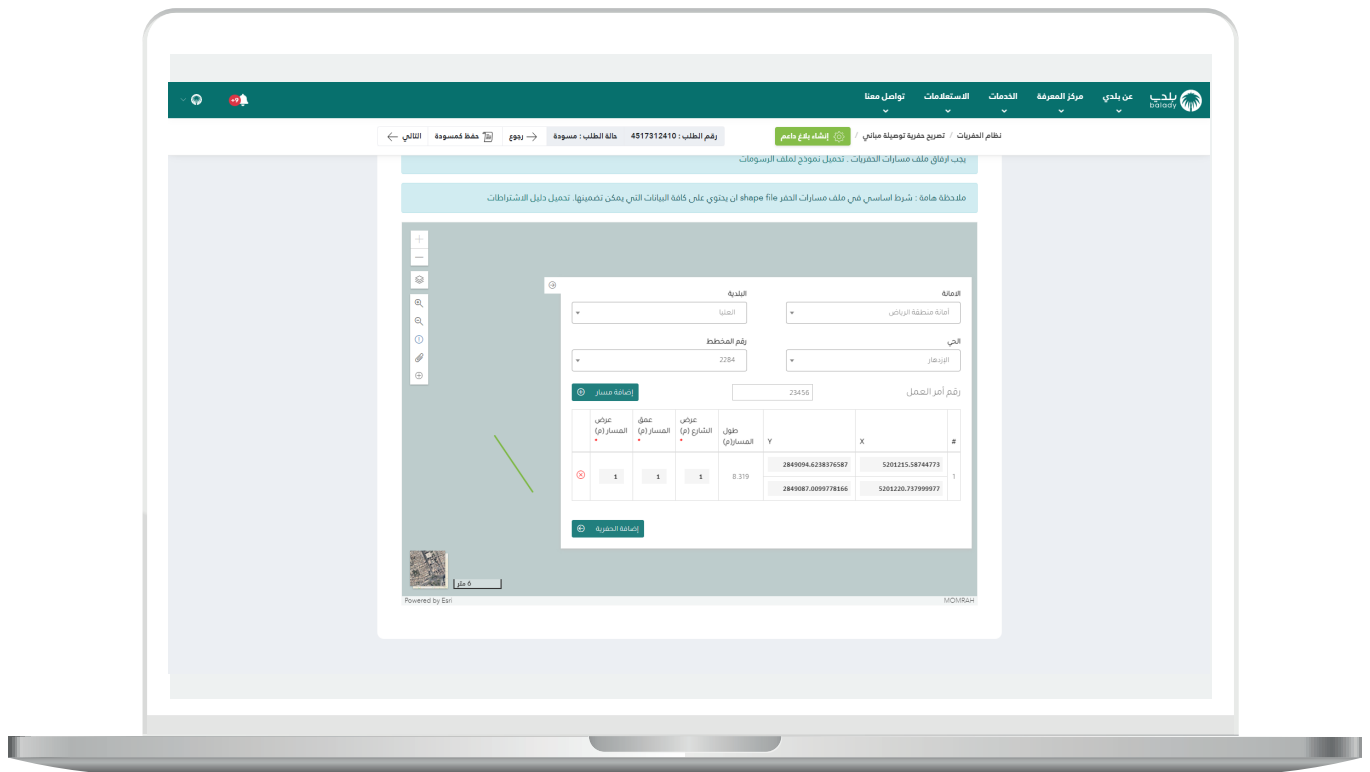 بلدي
balady
عن بلدي
مركز المعرفة
الخدمات
الاستعلامات
تواصل معنا
+9
نظام الحفريات / تصريح حفرية توصيلة مباني /
إنشاء بلاغ داعم
رقم الطلب : 4517312410
حالة الطلب : مسودة
رجوع
حفظ كمسودة
التالي
يجب ارفاق ملف مسارات الحفريات . تحميل نموذج لملف الرسومات
ملاحظة هامة : شرط اساسي في ملف مسارات الحفر shape file ان يحتوي على كافة البيانات التي يمكن تضمينها. تحميل دليل الاشتراطات
الامانة
البلدية
أمانة منطقة الرياض
العليا
الحي
رقم المخطط
الازدهار
2284
رقم أمر العمل
23456
إضافة مسار
# X Y طول المسار(م) عرض الشارع (م) * عمق المسار (م) * عرض المسار (م) *
1 5201215.58744773 2849094.6238376587 8.319 1 1 1
5201220.737999977 2849087.0099778166
إضافة الحفرية
6 متر
MOMRAH
Powered by Esri